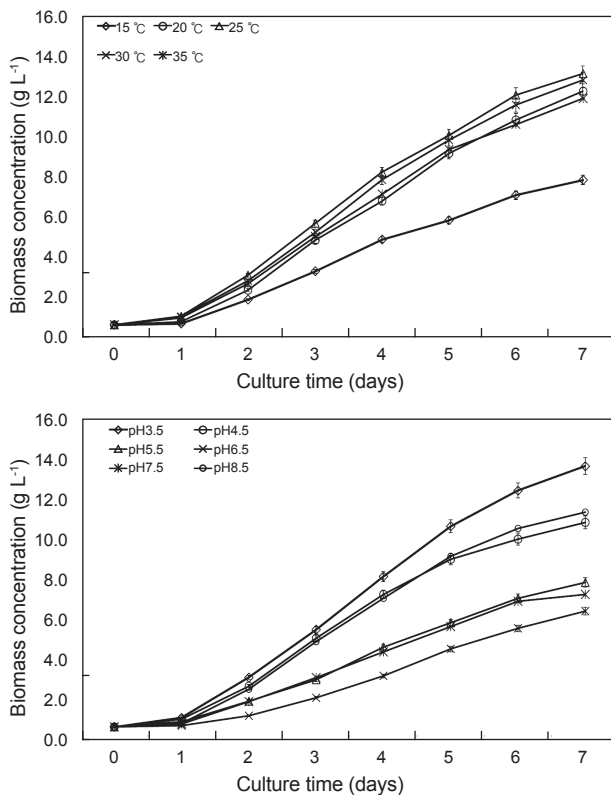 15 ℃ 20 ℃ 25 ℃
30 ℃ 35 ℃
Biomass concentration (g L-1)
16.0
14.0
12.0
10.0
8.0
6.0
4.0
2.0
0.0
0 1 2 3 4 5 6 7
Culture time (days)
pH3.5 pH4.5
pH5.5 pH6.5
pH7.5 pH8.5
Biomass concentration (g L-1)
16.0
14.0
12.0
10.0
8.0
6.0
4.0
2.0
0.0
0 1 2 3 4 5 6 7
Culture time (days)